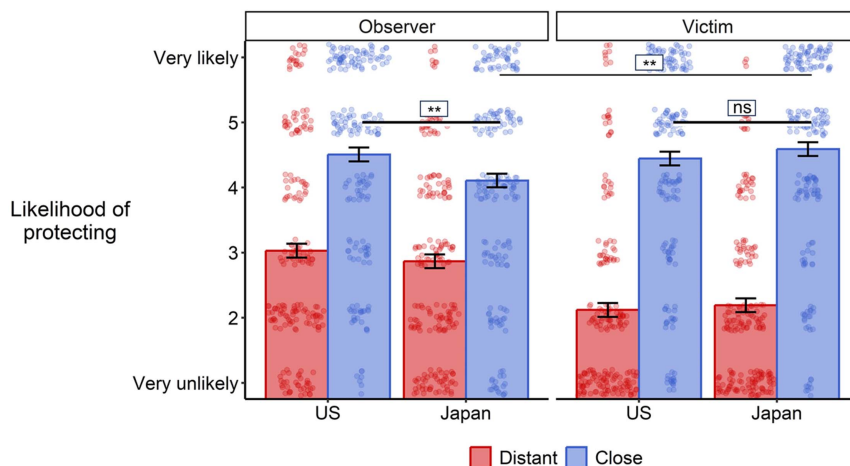 Observer
Victim
Very likely
**
**
ns
5
4
Likelihood of
protecting
3
2
Very unlikely
US
Japan
US
Japan
Distant
Close